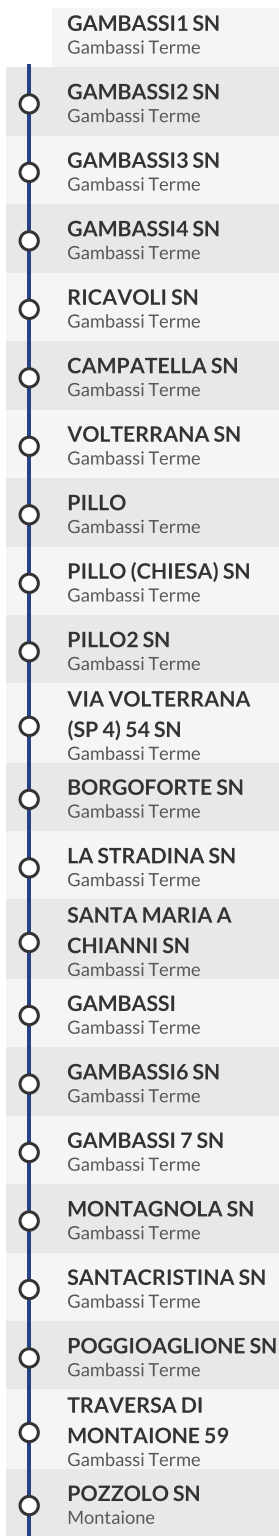 GAMBASSI1 SN
Gambassi Terme
GAMBASSI2 SN
Gambassi Terme
GAMBASSI3 SN
Gambassi Terme
GAMBASSI4 SN
Gambassi Terme
RICAVOLI SN
Gambassi Terme
CAMPATELLA SN
Gambassi Terme
VOLTERRANA SN
Gambassi Terme
PILLO
Gambassi Terme
PILLO (CHIESA) SN
Gambassi Terme
PILLO2 SN
Gambassi Terme
VIA VOLTERRANA
(SP 4) 54 SN
Gambassi Terme
BORGOFORTE SN
Gambassi Terme
LA STRADINA SN
Gambassi Terme
SANTA MARIA A
CHIANNI SN
Gambassi Terme
GAMBASSI
Gambassi Terme
GAMBASSI6 SN
Gambassi Terme
GAMBASSI 7 SN
Gambassi Terme
MONTAGNOLA SN
Gambassi Terme
SANTACRISTINA SN
Gambassi Terme
POGGIOAGLIONE SN
Gambassi Terme
TRAVERSA DI
MONTAIONE 59
Gambassi Terme
POZZOLO SN
Montaione